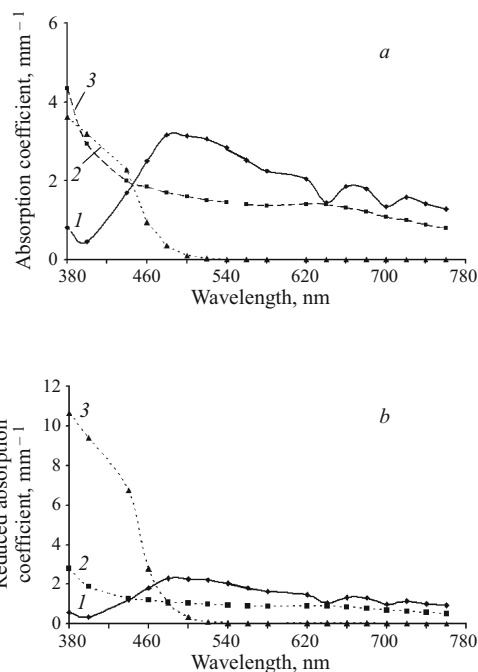 6
a
3
4
2
2
1
0
380 460 540 620 700 780
Wavelength, nm
Absorption coefficient, mm – 1
12
b
3
10
8
6
4
2
2
1
0
380 460 540 620 700 780
Wavelength, nm
Reduced absorption
coefficient, mm – 1